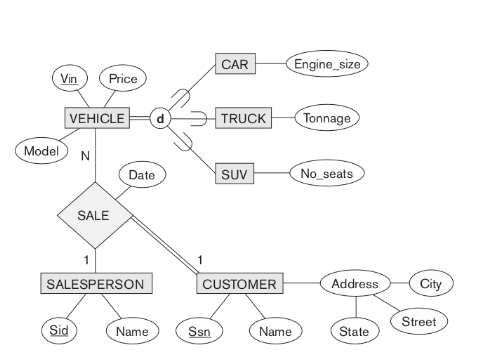 CAR
Engine_size
Vin
Price
VEHICLE
d
TRUCK
Tonnage
Model
N
Date
SUV
No_seats
SALE
1
1
SALESPERSON
CUSTOMER
Address
City
Sid
Name
Ssn
Name
State
Street